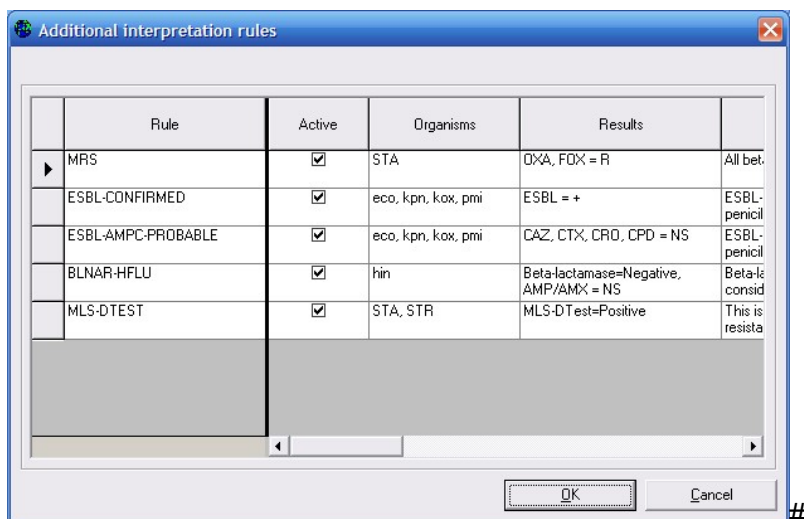 Additional interpretation rules
Rule Active Organisms Results
MRS STA OXA, FOX = R All bet
ESBL-CONFIRMED eco, kpn, kox, pmi ESBL = + ESBL-
penicil
ESBL-AMPC-PROBABLE eco, kpn, kox, pmi CAZ, CTX, CRO, CPD = NS ESBL-
penicil
BLNAR-HFLU hin Beta-lactamase=Negative, Beta-la
AMP/AMX = NS consid
MLS-DTEST STA, STR MLS-DTest=Positive This is
resista
OK Cancel
#